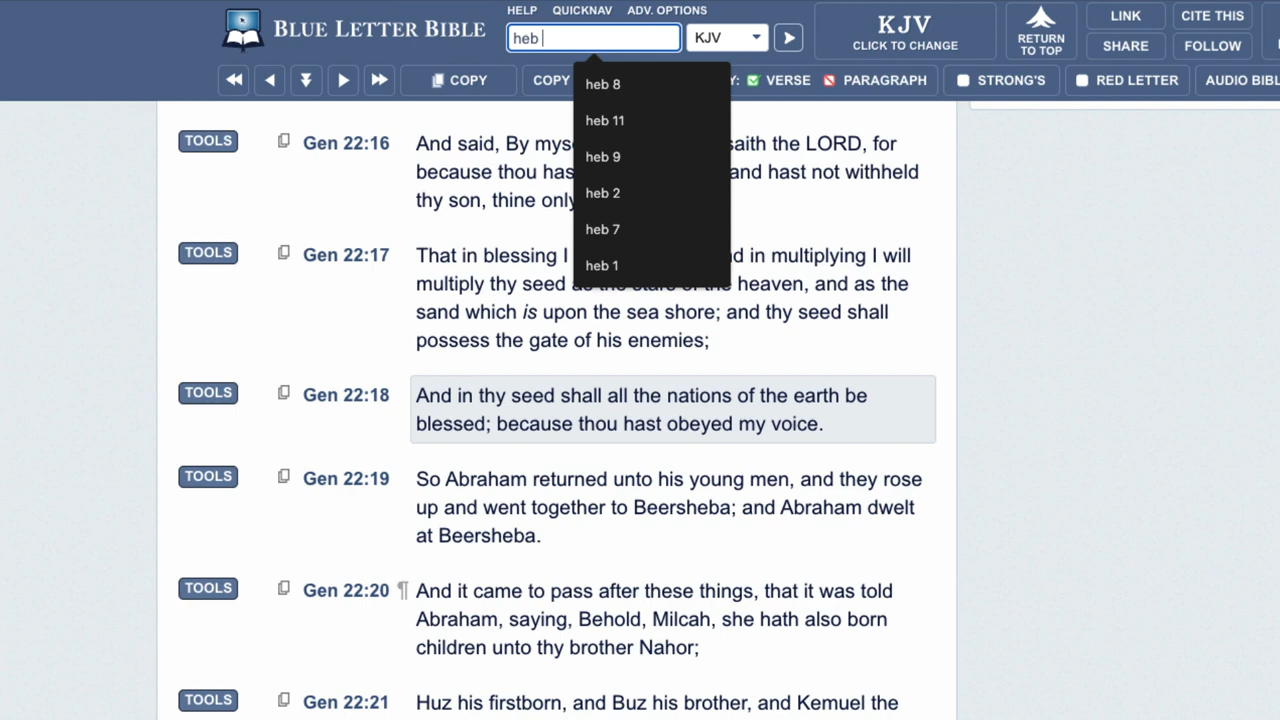 HELP QUICKNAV ADV. OPTIONS
BLUE LETTER BIBLE
heb
KJV
KJV
CLICK TO CHANGE
RETURN
TO TOP
LINK
CITE THIS
SHARE
FOLLOW
COPY
COPY
Y:
VERSE
PARAGRAPH
STRONG'S
RED LETTER
AUDIO BIBL
heb 8
heb 11
heb 9
heb 2
heb 7
heb 1
TOOLS Gen 22:16 And said, By mys saith the LORD, for
because thou has and hast not withheld
thy son, thine only
TOOLS Gen 22:17 That in blessing I d in multiplying I will
multiply thy seed as the stars of the heaven, and as the
sand which is upon the sea shore; and thy seed shall
possess the gate of his enemies;
TOOLS Gen 22:18 And in thy seed shall all the nations of the earth be
blessed; because thou hast obeyed my voice.
TOOLS Gen 22:19 So Abraham returned unto his young men, and they rose
up and went together to Beersheba; and Abraham dwelt
at Beersheba.
TOOLS Gen 22:20 ¶ And it came to pass after these things, that it was told
Abraham, saying, Behold, Milcah, she hath also born
children unto thy brother Nahor;
TOOLS Gen 22:21 Huz his firstborn, and Buz his brother, and Kemuel the